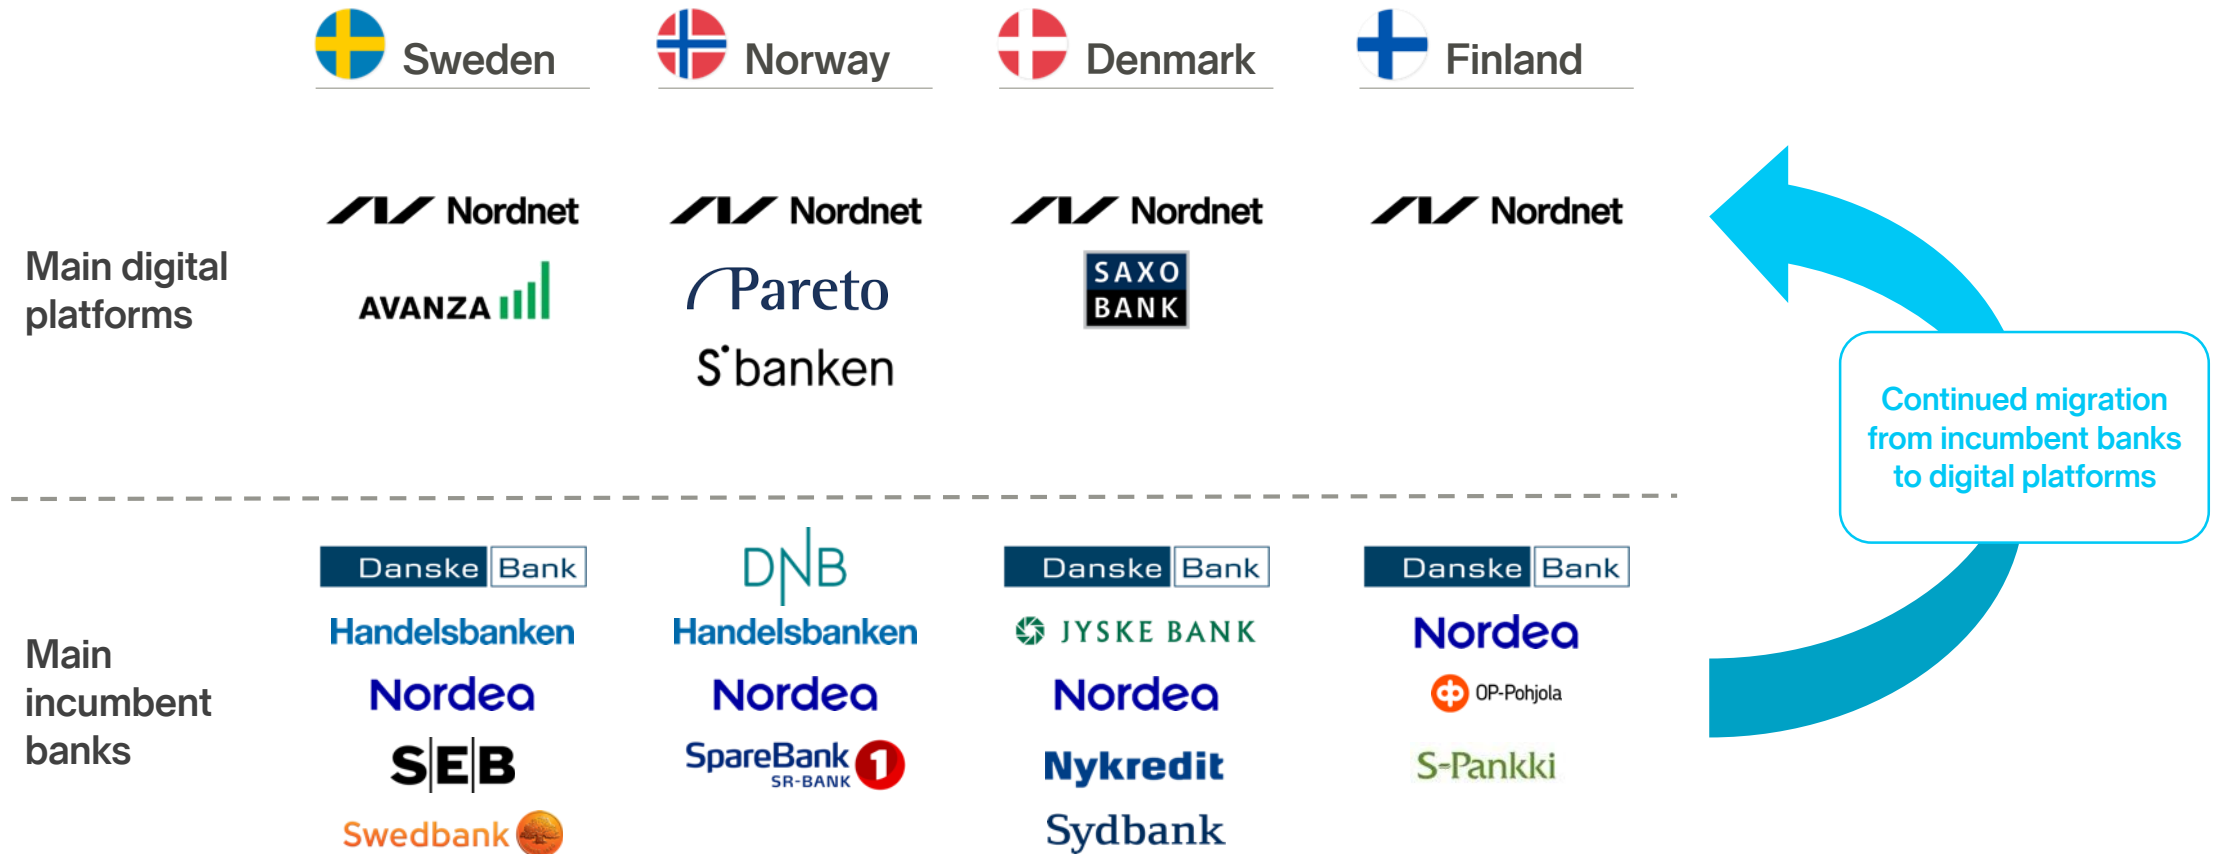 Sweden
Norway
Denmark
Finland
Main digital
platforms
Nordnet
Nordnet
Nordnet
Nordnet
AVANZA
Pareto
SAXO
BANK
S'banken
Continued migration
from incumbent banks
to digital platforms
Main
incumbent
banks
Danske Bank
DNB
Danske Bank
Danske Bank
Handelsbanken
Handelsbanken
JYSKE BANK
Nordea
Nordea
Nordea
Nordea
OP-Pohjola
SEB
SpareBank 1
SR-BANK
Nykredit
S-Pankki
Swedbank
Sydbank